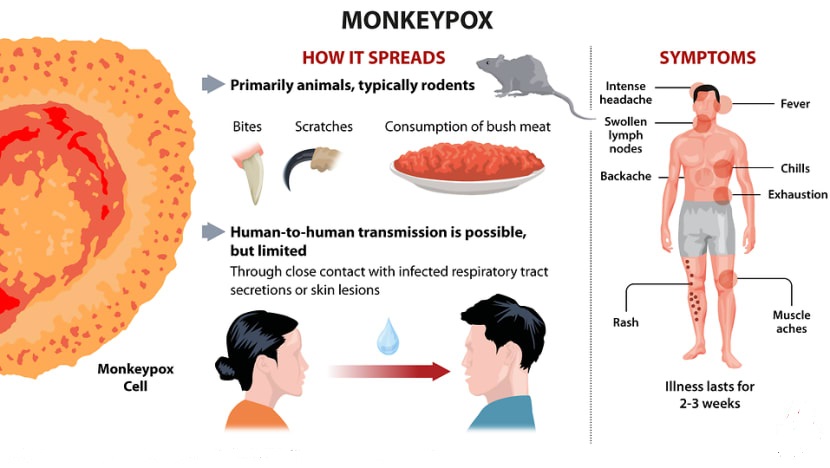 MONKEYPOX
HOW IT SPREADS
Primarily animals, typically rodents
Bites
Scratches
Consumption of bush meat
Human-to-human transmission is possible,
but limited
Through close contact with infected respiratory tract
secretions or skin lesions
Monkeypox
Cell
SYMPTOMS
Intense
headache
Fever
Swollen
lymph
nodes
Backache
Chills
Exhaustion
Rash
Muscle
aches
Illness lasts for
2-3 weeks